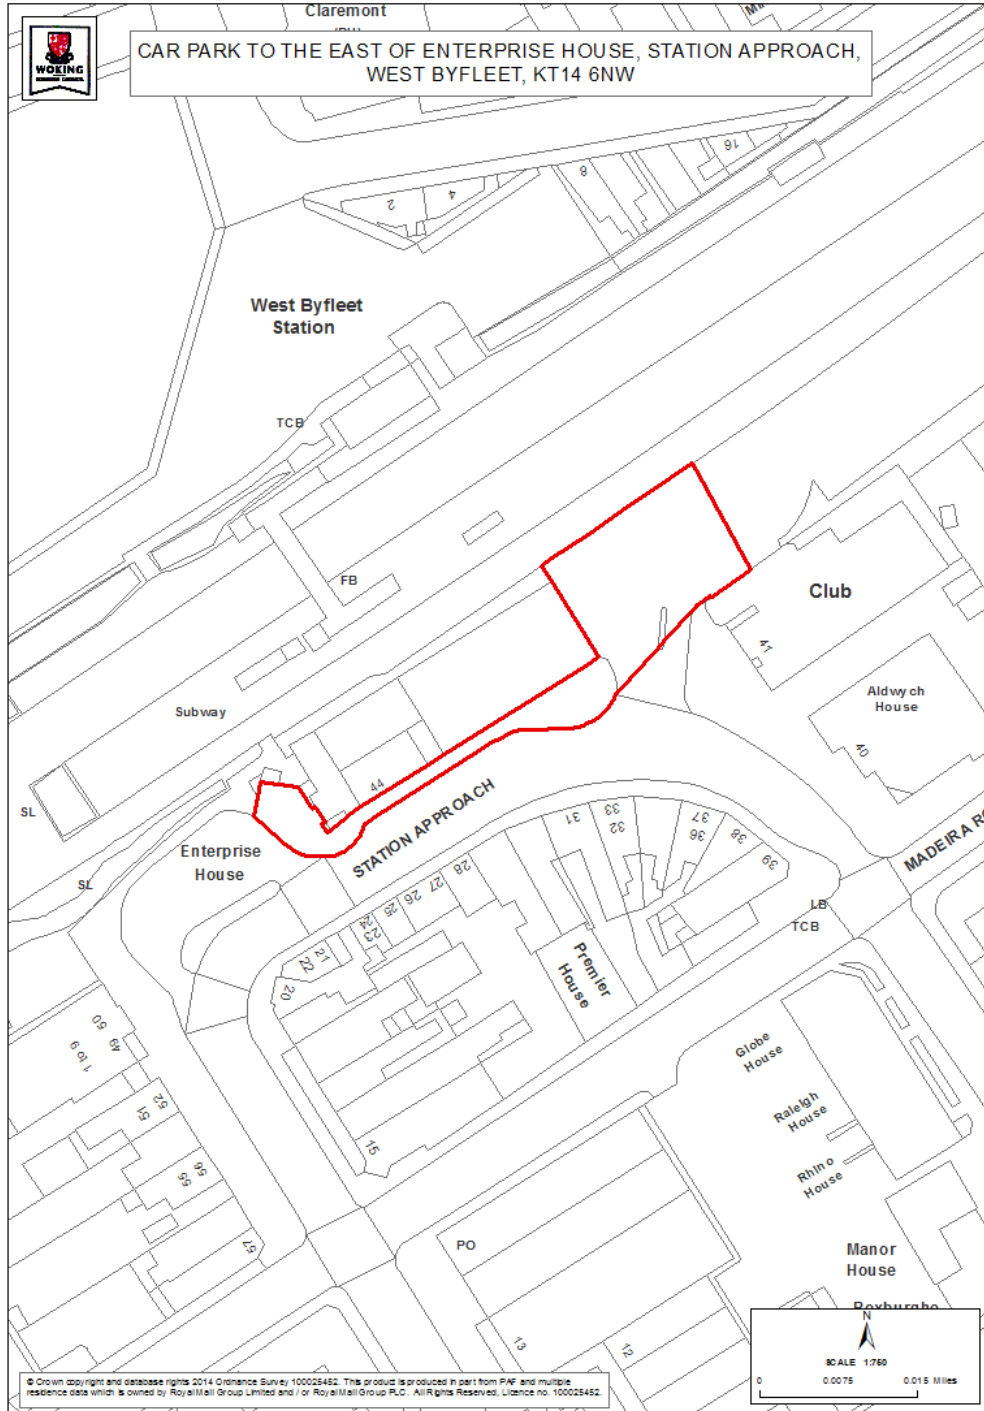 Claremont
WOKING
BOROUGH COUNCIL
CAR PARK TO THE EAST OF ENTERPRISE HOUSE, STATION APPROACH,
WEST BYFLEET, KT14 6NW
16
8
4
2
West Byfleet
Station
TCB
FB
Club
41
Subway
Aldwych
House
40
44
SL
STATION APPROACH
Enterprise
House
SL
MADEIRA RO
33
32
31
37
36
38
39
28
27
26
25
24
23
21
22
20
LB
TCB
Premier
House
50
49
1 to 9
Globe
House
52
51
Raleigh
House
15
56
55
Rhino
House
57
PO
Manor
House
Roxburghe
13
12
N
SCALE 1:750
0 0.0075 0.015 Miles
© Crown copyright and database rights 2014 Ordnance Survey 100025452. This product is produced in part from PAF and multiple
residence data which is owned by Royal Mail Group Limited and / or Royal Mail Group PLC. All Rights Reserved, Licence no. 100025452.